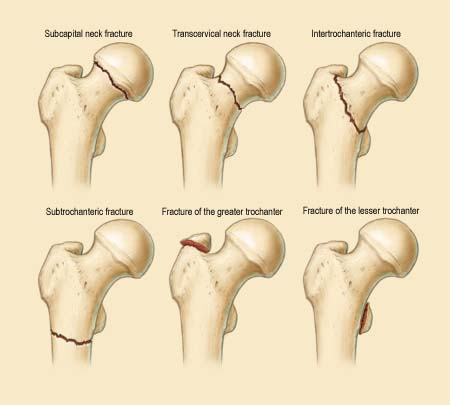 Subcapital neck fracture
Transcervical neck fracture
Intertrochanteric fracture
Subtrochanteric fracture
Fracture of the greater trochanter
Fracture of the lesser trochanter